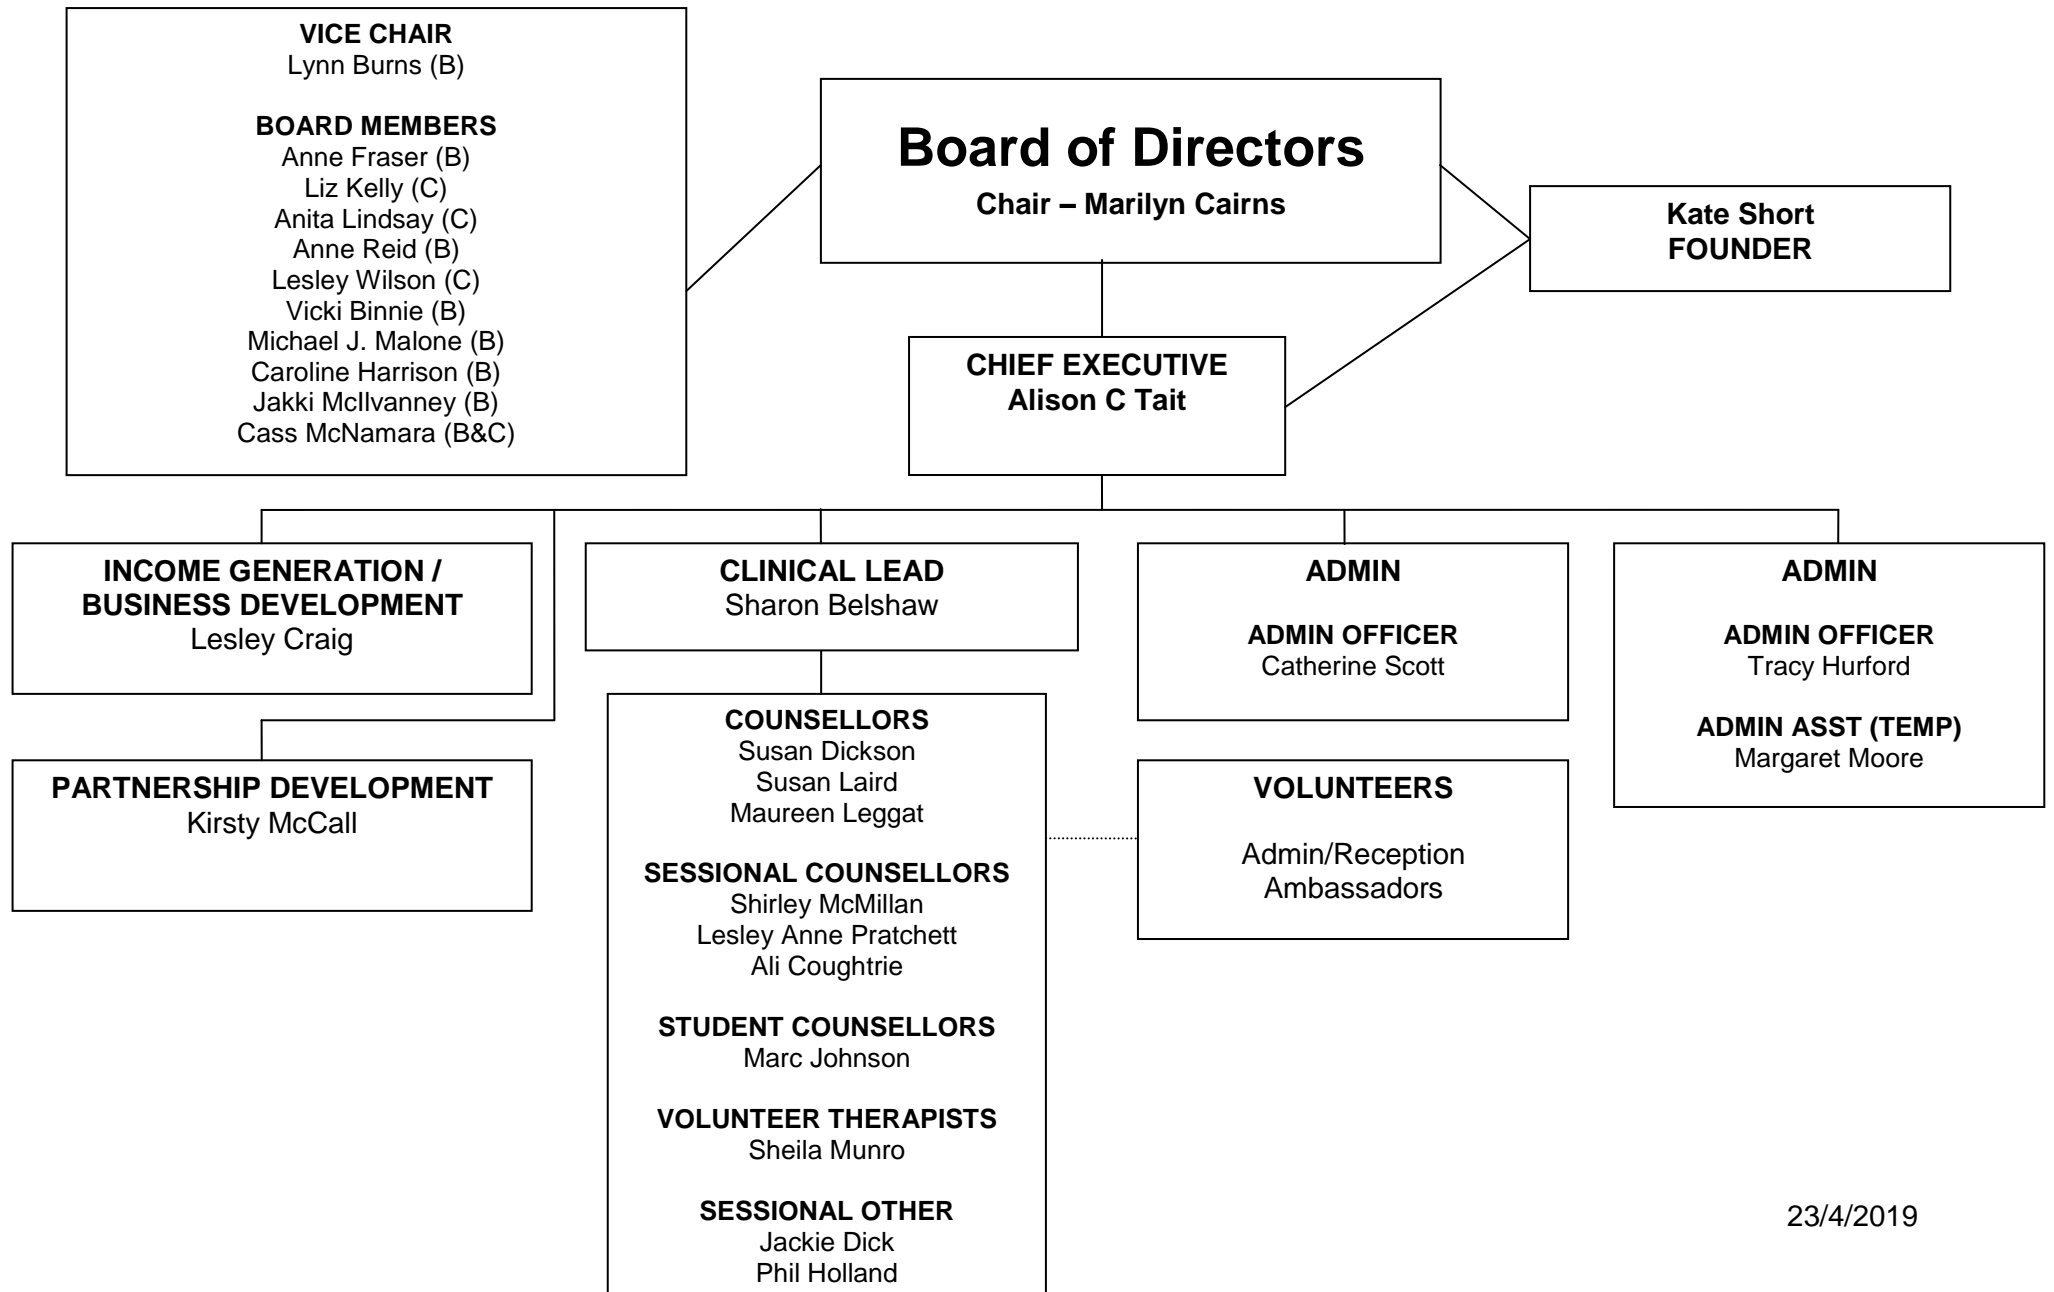 VICE CHAIR
Lynn Burns (B)
BOARD MEMBERS
Anne Fraser (B)
Liz Kelly (C)
Anita Lindsay (C)
Anne Reid (B)
Lesley Wilson (C)
Vicki Binnie (B)
Michael J. Malone (B)
Caroline Harrison (B)
Jakki McIlvanney (B)
Cass McNamara (B&C)
Board of Directors
Chair – Marilyn Cairns
Kate Short
FOUNDER
CHIEF EXECUTIVE
Alison C Tait
INCOME GENERATION /
BUSINESS DEVELOPMENT
Lesley Craig
PARTNERSHIP DEVELOPMENT
Kirsty McCall
CLINICAL LEAD
Sharon Belshaw
COUNSELLORS
Susan Dickson
Susan Laird
Maureen Leggat
SESSIONAL COUNSELLORS
Shirley McMillan
Lesley Anne Pratchett
Ali Coughtrie
STUDENT COUNSELLORS
Marc Johnson
VOLUNTEER THERAPISTS
Sheila Munro
SESSIONAL OTHER
Jackie Dick
Phil Holland
ADMIN
ADMIN OFFICER
Catherine Scott
VOLUNTEERS
Admin/Reception
Ambassadors
ADMIN
ADMIN OFFICER
Tracy Hurford
ADMIN ASST (TEMP)
Margaret Moore
23/4/2019